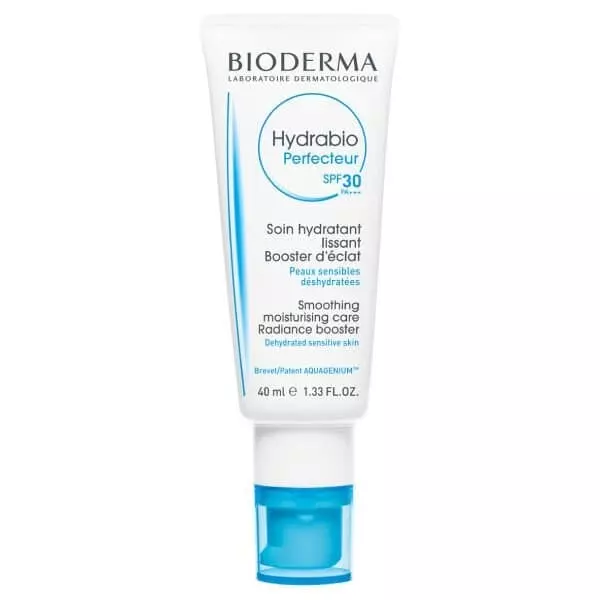 BIODERMA
LABORATOIRE DERMATOLOGIQUE
Hydrabio
Perfecteur
SPF30
PA+++
Soin hydratant
lissant
Booster d'éclat
Peaux sensibles
déshydratées
Smoothing
moisturising care
Radiance booster
Dehydrated sensitive skin
Brevet/Patent AQUAGENIUM™
40 ml e 1.33 FL.OZ.